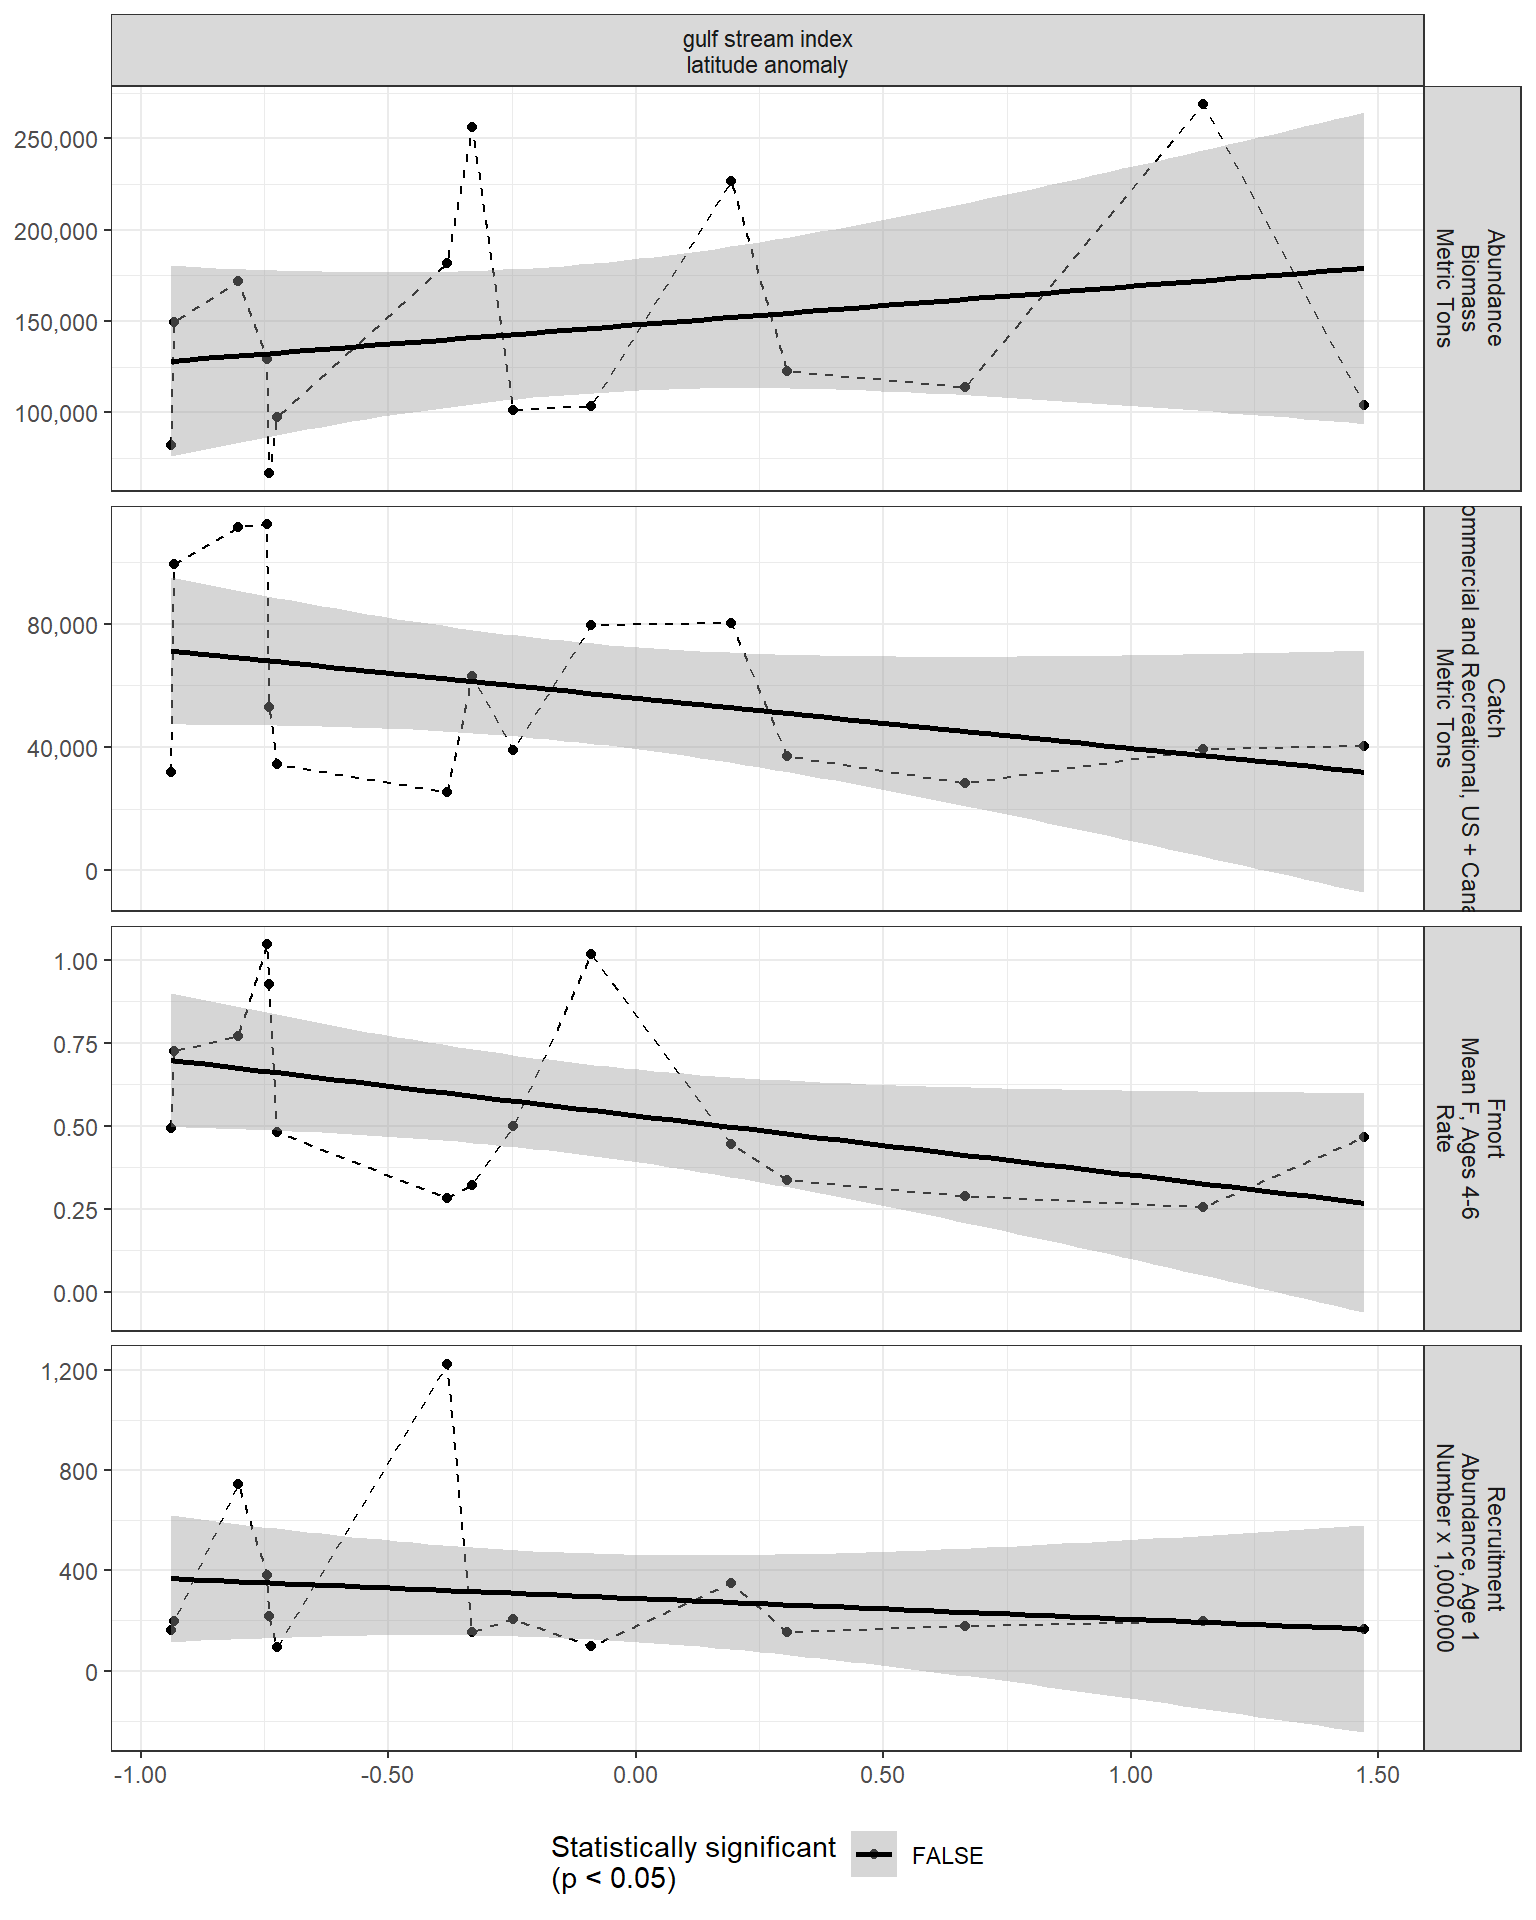 gulf stream index
latitude anomaly
250,000
200,000
150,000
100,000
Abundance
Biomass
Metric Tons
80,000
40,000
0
Catch
ommercial and Recreational, US + Cana
Metric Tons
1.00
0.75
0.50
0.25
0.00
Fmort
Mean F, Ages 4-6
Rate
1,200
800
400
0
Recruitment
Abundance, Age 1
Number x 1,000,000
-1.00
-0.50
0.00
0.50
1.00
1.50
Statistically significant
(p < 0.05)
FALSE